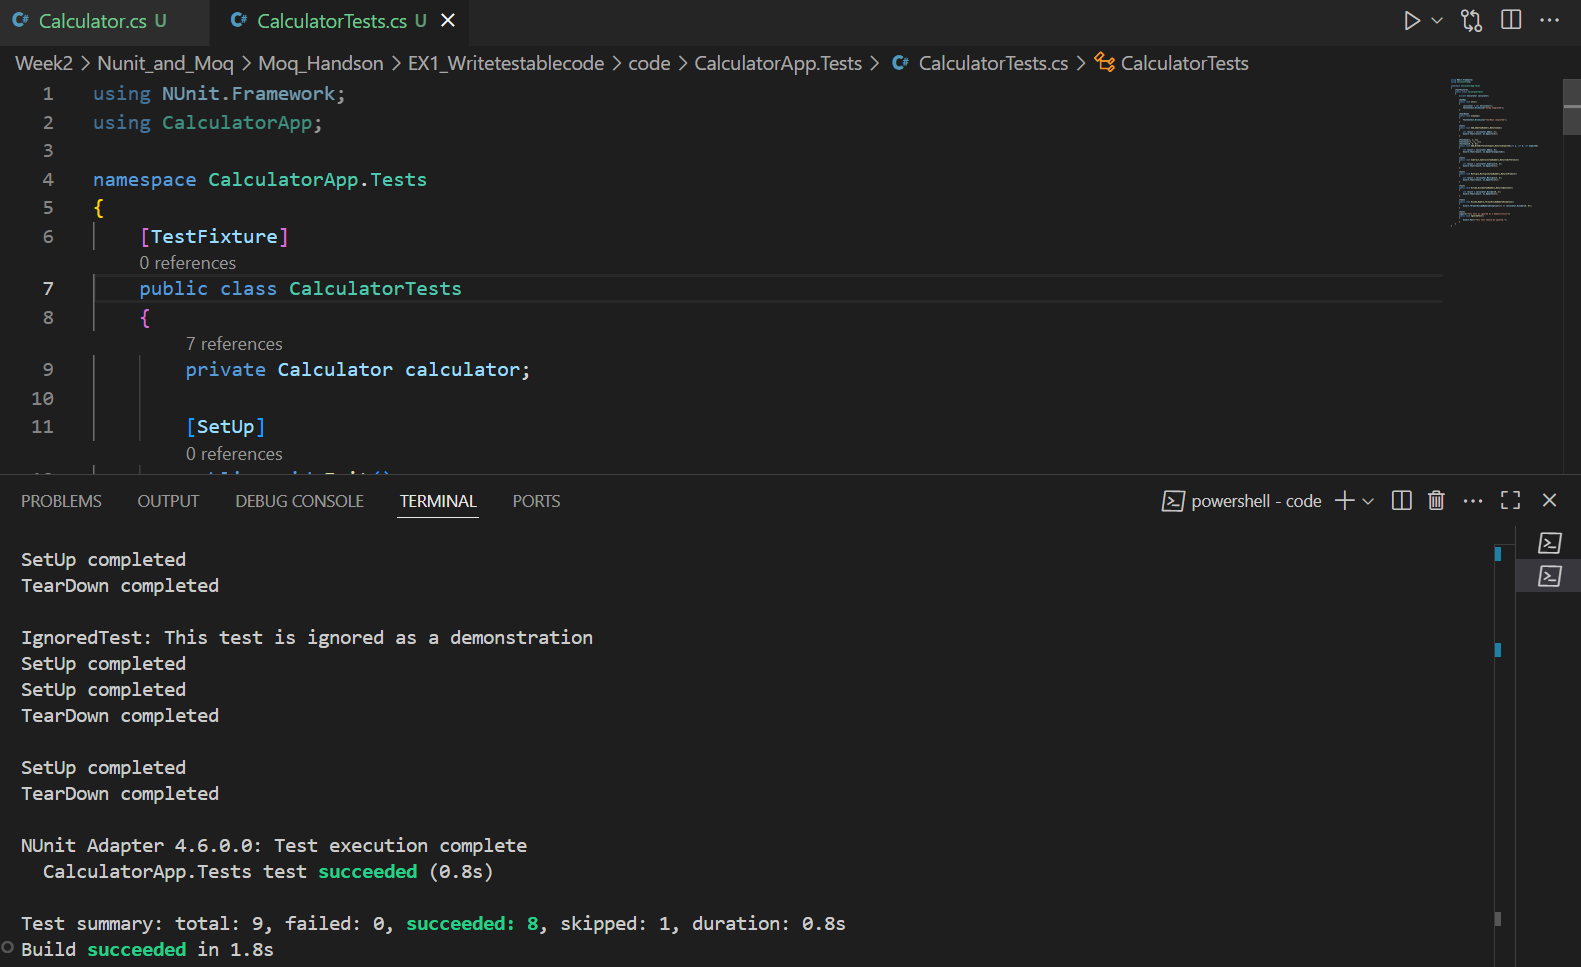 Calculator.cs U
CalculatorTests.cs U
Week2 > Nunit_and_Moq > Moq_Handson > EX1_Writetestablecode > code > CalculatorApp.Tests > C# CalculatorTests.cs > CalculatorTests
1 using NUnit.Framework;
2 using CalculatorApp;
3
4 namespace CalculatorApp.Tests
5 {
6 [TestFixture]
0 references
7 public class CalculatorTests
8 {
7 references
9 private Calculator calculator;
10
11 [SetUp]
0 references
PROBLEMS OUTPUT DEBUG CONSOLE TERMINAL PORTS
powershell - code
SetUp completed
TearDown completed
IgnoredTest: This test is ignored as a demonstration
SetUp completed
SetUp completed
TearDown completed
SetUp completed
TearDown completed
NUnit Adapter 4.6.0.0: Test execution complete
CalculatorApp.Tests test succeeded (0.8s)
Test summary: total: 9, failed: 0, succeeded: 8, skipped: 1, duration: 0.8s
Build succeeded in 1.8s